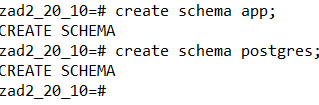 zad2_20_10=# create schema app;
CREATE SCHEMA
zad2_20_10=# create schema postgres;
CREATE SCHEMA
zad2_20_10=#